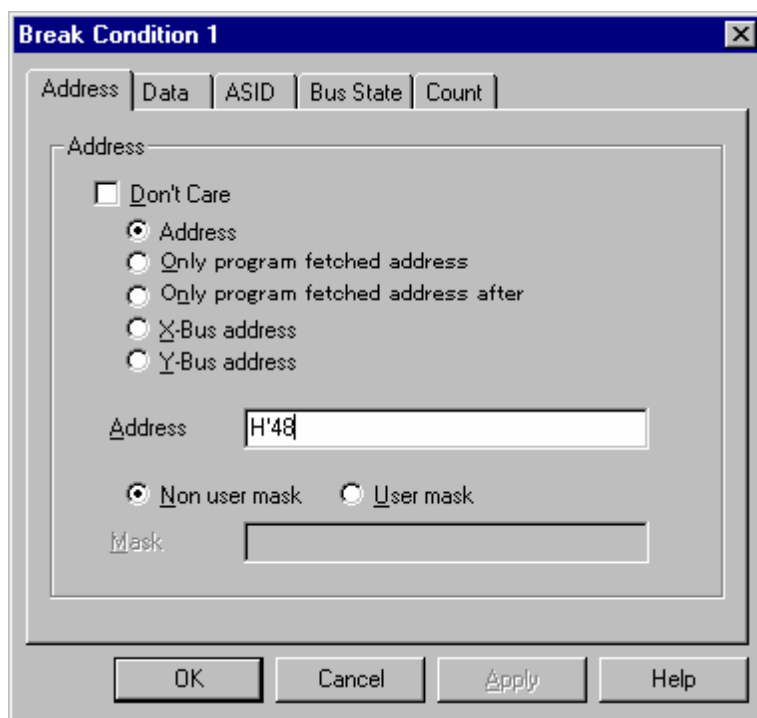 Break Condition 1
Address Data ASID Bus State Count
Address
Don't Care
Address
Only program fetched address
Only program fetched address after
X-Bus address
Y-Bus address
Address H'48
Non user mask User mask
Mask
OK Cancel Apply Help